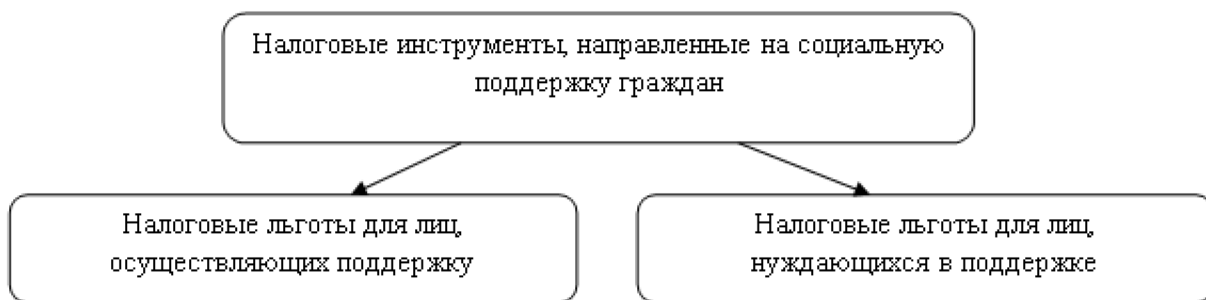 Налоговые инструменты, направленные на социальную
поддержку граждан
Налоговые льготы для лиц,
осуществляющих поддержку
Налоговые льготы для лиц,
нуждающихся в поддержке